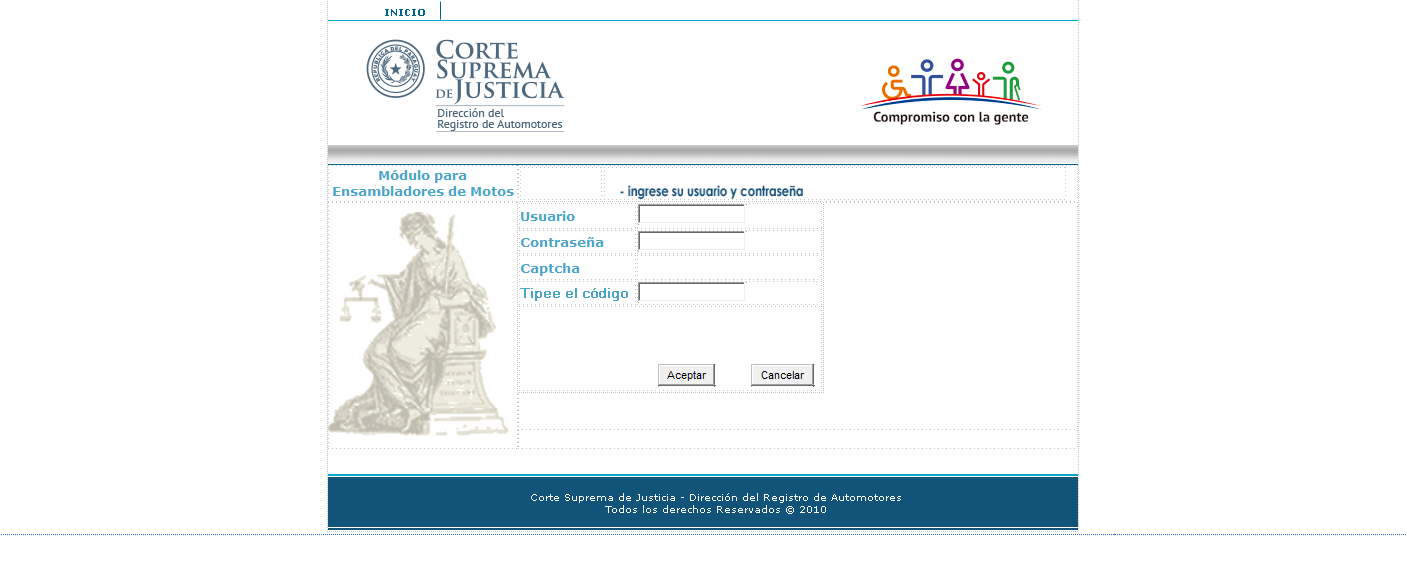 INICIO
REPUBLICA DEL PARAGUAY
CORTE
SUPREMA
DE JUSTICIA
Dirección del
Registro de Automotores
Compromiso con la gente
Módulo para
Ensambladores de Motos
- ingrese su usuario y contraseña
Usuario
Contraseña
Captcha
Tipee el código
Aceptar
Cancelar
Corte Suprema de Justicia - Dirección del Registro de Automotores
Todos los derechos Reservados © 2010